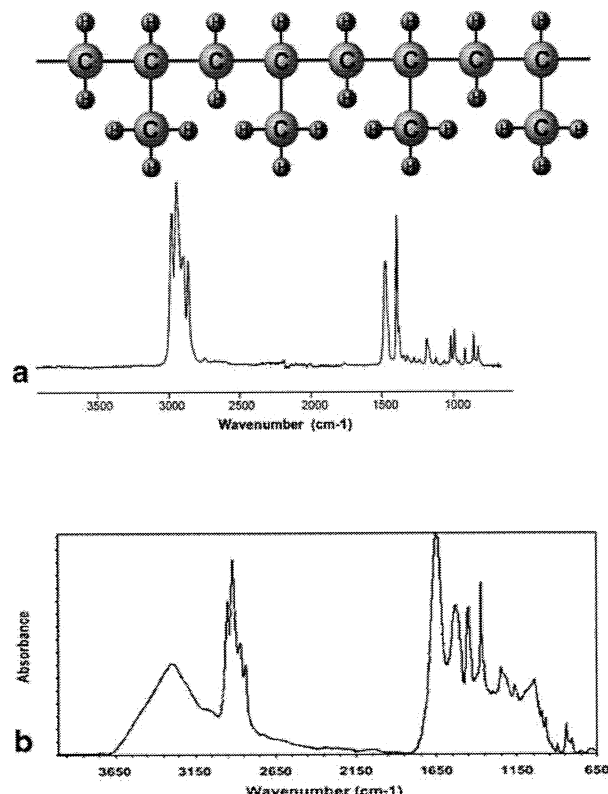 H H H H H H H H
C C C C C C C C
H H H H
H C H H C H H C H H C H
H H H H
a
3500 3000 2500 2000 1500 1000
Wavenumber (cm-1)
Absorbance
b
3650 3150 2650 2150 1650 1150 650
Wavenumber (cm-1)